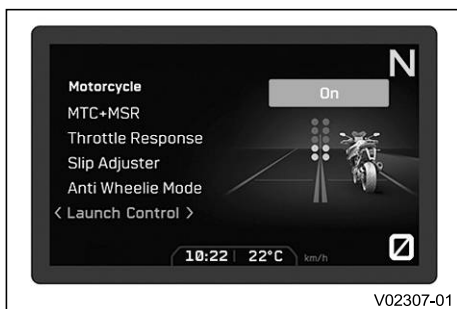 N
Motorcycle
On
MTC+MSR
Throttle Response
Slip Adjuster
Anti Wheelie Mode
< Launch Control >
10:22 22°C km/h
0
V02307-01